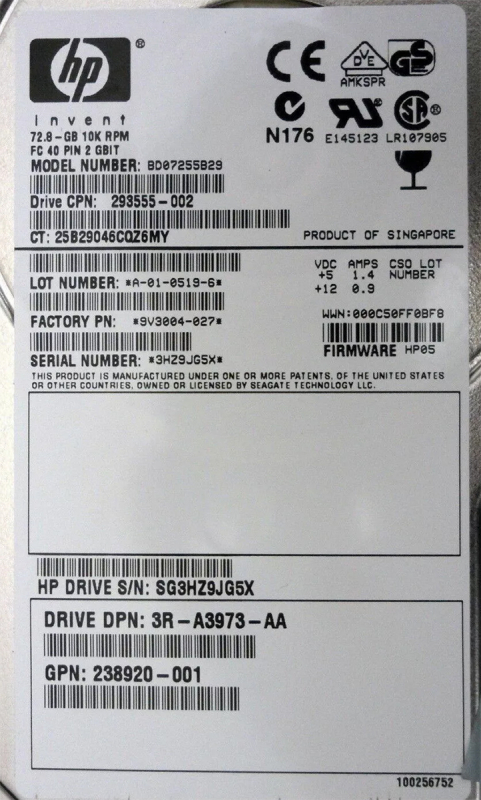 hp®
invent
72.8-GB 10K RPM
FC 40 PIN 2 GBIT
MODEL NUMBER: BD07255B29
Drive CPN: 293555-002
CT: 25B29046CQZ6MY
CE DVE GS
AMKSPR
N176 E145123 LR107905
PRODUCT OF SINGAPORE
VDC AMPS CSO LOT
+5 1.4 NUMBER
+12 0.9
LOT NUMBER: *A-01-0519-6*
FACTORY PN: *9V3004-027*
WWN:000C50FF0BF8
SERIAL NUMBER: *3HZ9JG5X*
FIRMWARE HP05
THIS PRODUCT IS MANUFACTURED UNDER ONE OR MORE PATENTS. OF THE UNITED STATES
OR OTHER COUNTRIES. OWNED OR LICENSED BY SEAGATE TECHNOLOGY LLC.
HP DRIVE S/N: SG3HZ9JG5X
DRIVE DPN: 3R-A3973-AA
GPN: 238920-001
100256752